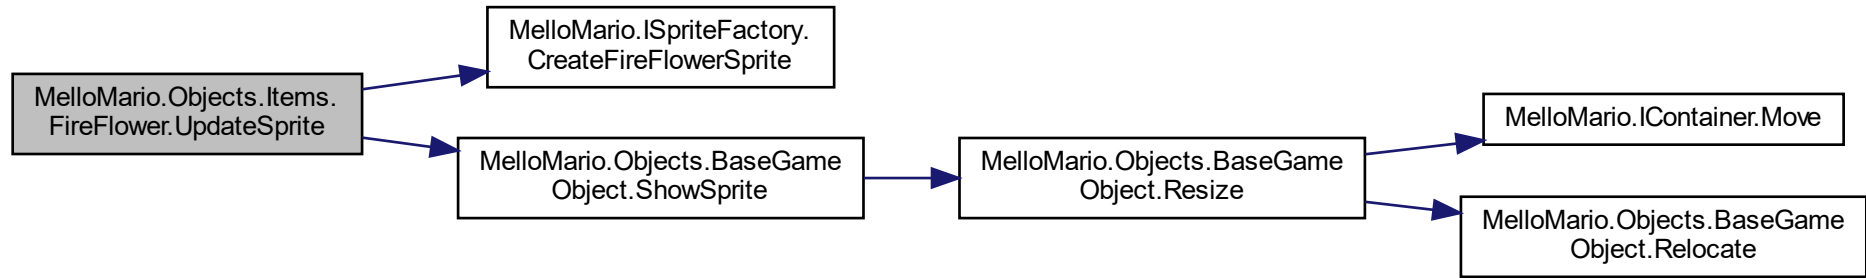 MelloMario.Objects.Items.
FireFlower.UpdateSprite
MelloMario.ISpriteFactory.
CreateFireFlowerSprite
MelloMario.Objects.BaseGame
Object.ShowSprite
MelloMario.Objects.BaseGame
Object.Resize
MelloMario.IContainer.Move
MelloMario.Objects.BaseGame
Object.Relocate